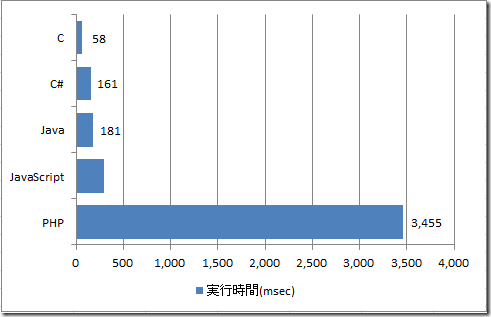 C 58
C# 161
Java 181
JavaScript
PHP 3,455
0 500 1,000 1,500 2,000 2,500 3,000 3,500 4,000
実行時間(msec)